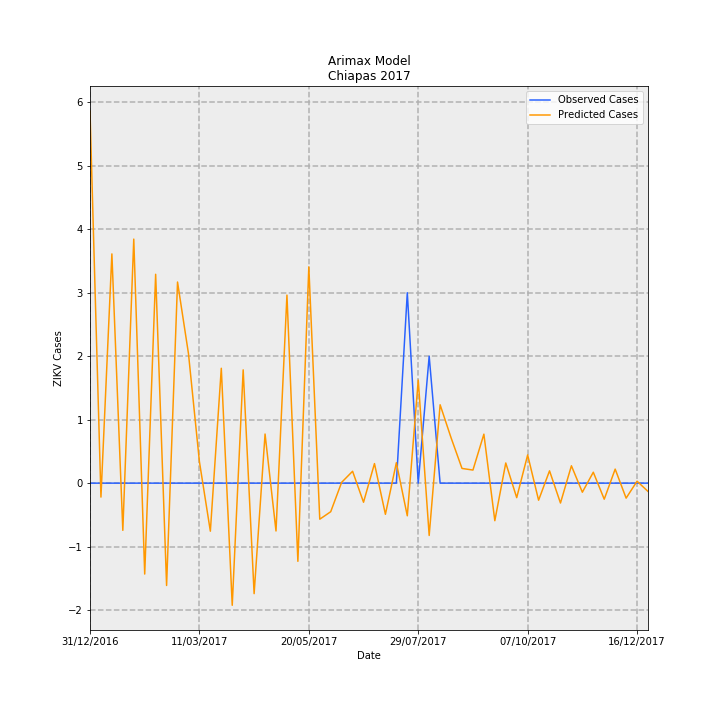 Arimax Model
Chiapas 2017
Observed Cases
Predicted Cases
6
5
4
3
2
1
0
−1
−2
ZIKV Cases
31/12/2016 11/03/2017 20/05/2017 29/07/2017 07/10/2017 16/12/2017
Date